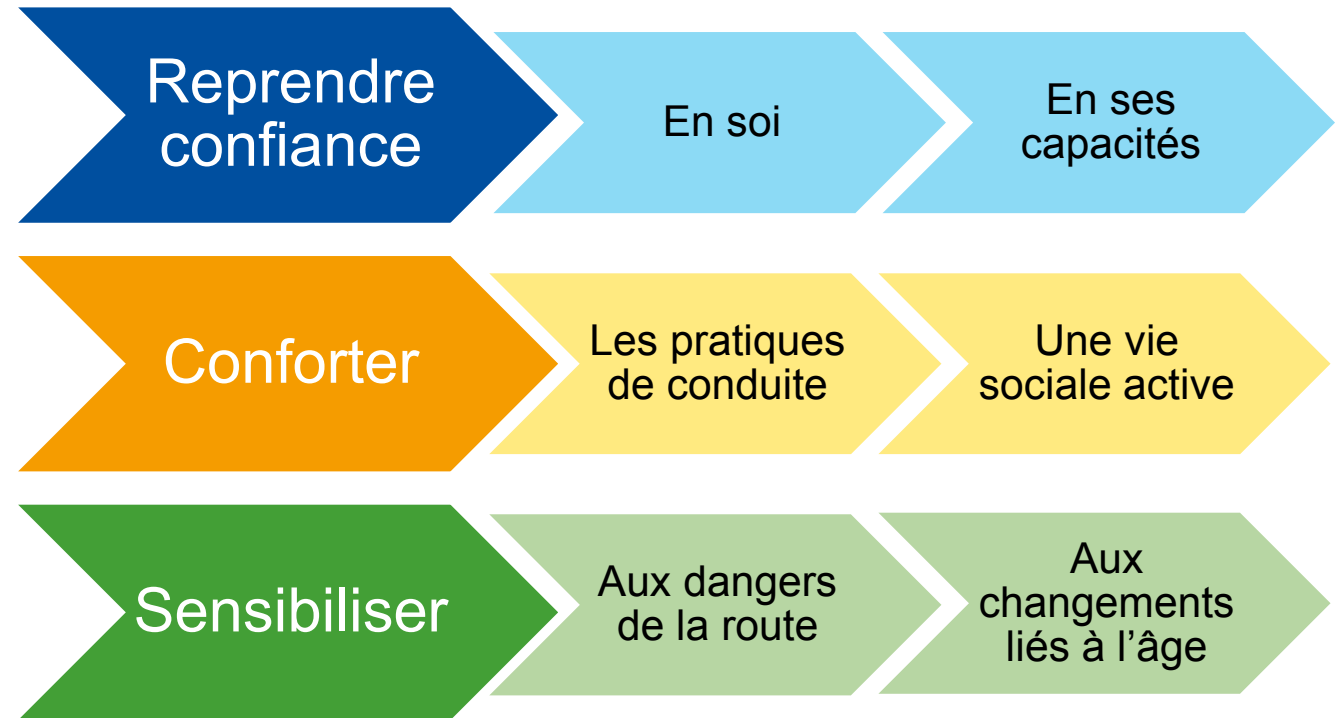 Reprendre
confiance
En soi
En ses
capacités
Conforter
Les pratiques
de conduite
Une vie
sociale active
Sensibiliser
Aux dangers
de la route
Aux
changements
liés à l’âge